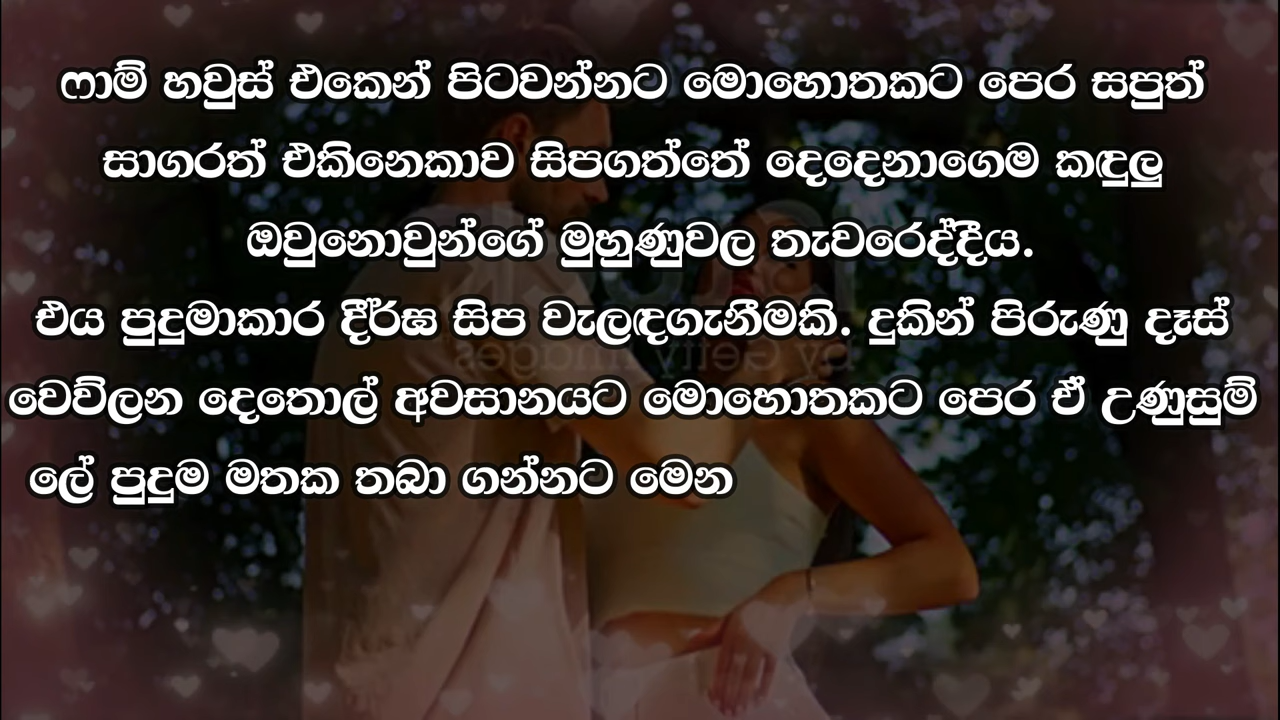 ෆාම් හවුස් එකෙන් පිටවන්නට මොහොතකට පෙර සපුත්
සාගරත් එකිනෙකාව සිපගත්තේ දෙදෙනාගෙම කඳුලු
ඔවුනොවුන්ගේ මුහුණුවල තැවරෙද්දීය.
එය පුදුමාකාර දීර්ඝ සිප වැලඳගැනීමකි. දුකින් පිරුණු දෑස්
වෙව්ලන දෙතොල් අවසානයට මොහොතකට පෙර ඒ උණුසුම්
ලේ පුදුම මතක තබා ගන්නට මෙන